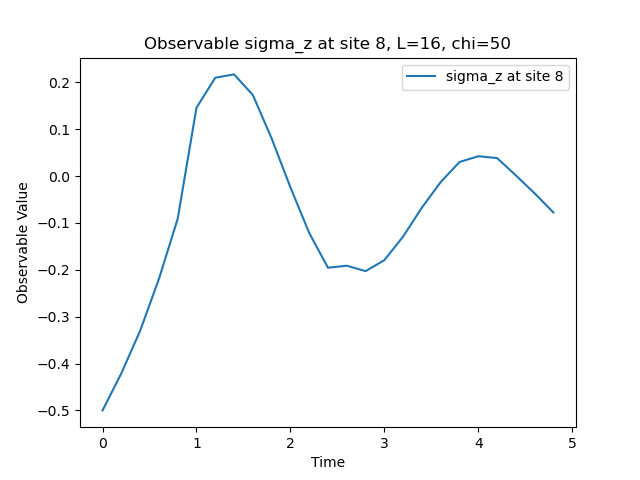 Observable sigma_z at site 8, L=16, chi=50
sigma_z at site 8
Observable Value
0.2
0.1
0.0
−0.1
−0.2
−0.3
−0.4
−0.5
0 1 2 3 4 5
Time